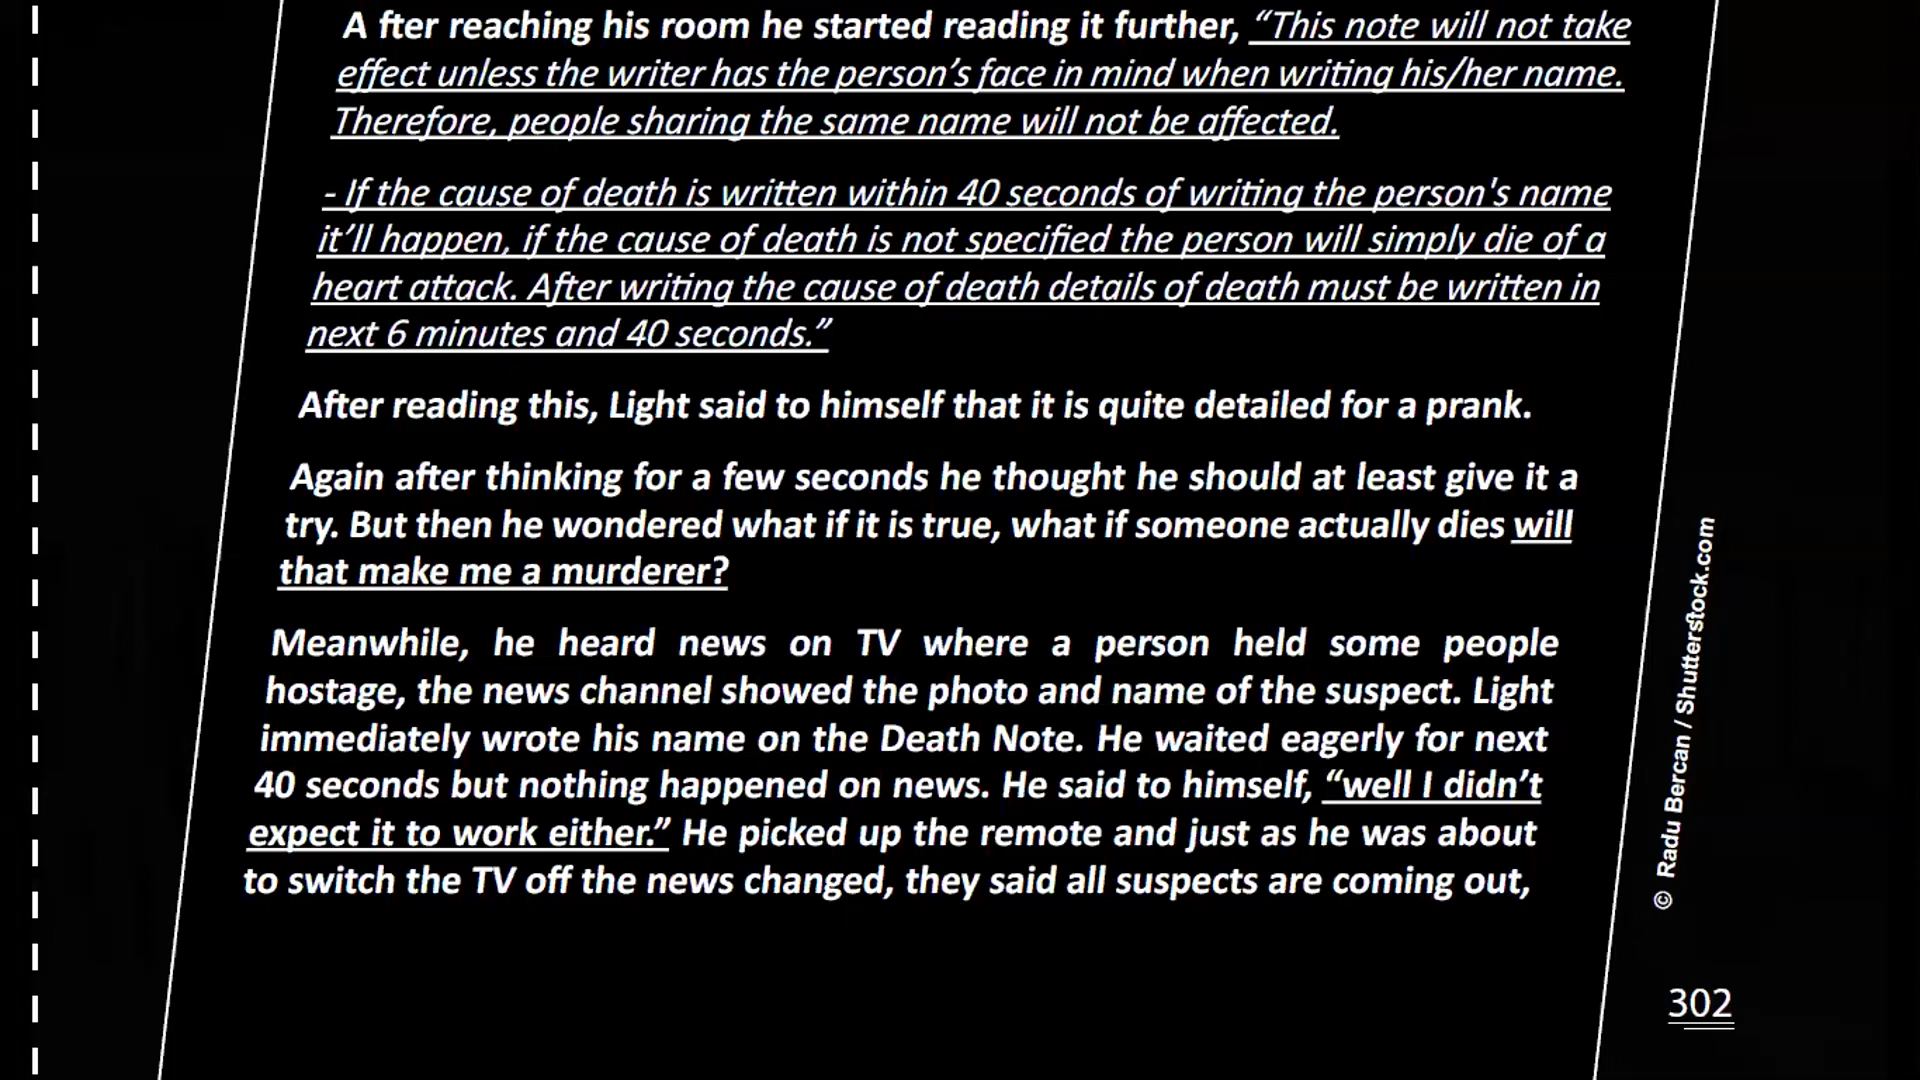 A fter reaching his room he started reading it further, “This note will not take
effect unless the writer has the person’s face in mind when writing his/her name.
Therefore, people sharing the same name will not be affected.
- If the cause of death is written within 40 seconds of writing the person's name
it’ll happen, if the cause of death is not specified the person will simply die of a
heart attack. After writing the cause of death details of death must be written in
next 6 minutes and 40 seconds.”
After reading this, Light said to himself that it is quite detailed for a prank.
Again after thinking for a few seconds he thought he should at least give it a
try. But then he wondered what if it is true, what if someone actually dies will
that make me a murderer?
Meanwhile, he heard news on TV where a person held some people
hostage, the news channel showed the photo and name of the suspect. Light
immediately wrote his name on the Death Note. He waited eagerly for next
40 seconds but nothing happened on news. He said to himself, “well I didn’t
expect it to work either.” He picked up the remote and just as he was about
to switch the TV off the news changed, they said all suspects are coming out,
© Radu Bercan / Shutterstock.com
302